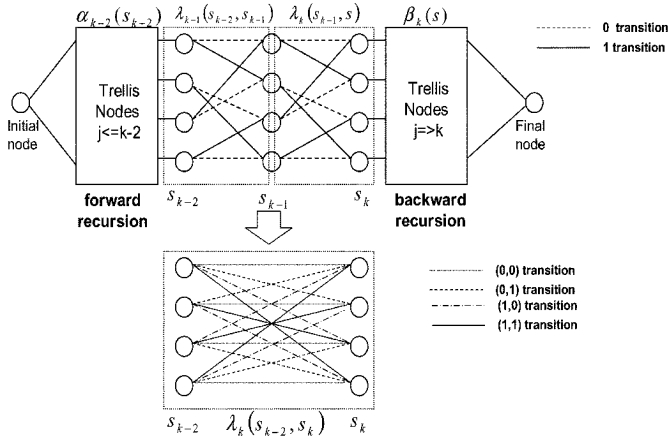 α_{k-2}(s_{k-2}) λ_{k-1}(s_{k-2}, s_{k-1}) λ_k(s_{k-1}, s) β_k(s)
0 transition
1 transition
Trellis
Nodes
j<=k-2
Trellis
Nodes
j=>k
Initial
node
Final
node
forward
recursion
s_{k-2} s_{k-1} s_k
backward
recursion
(0,0) transition
(0,1) transition
(1,0) transition
(1,1) transition
s_{k-2} λ_k(s_{k-2}, s_k) s_k